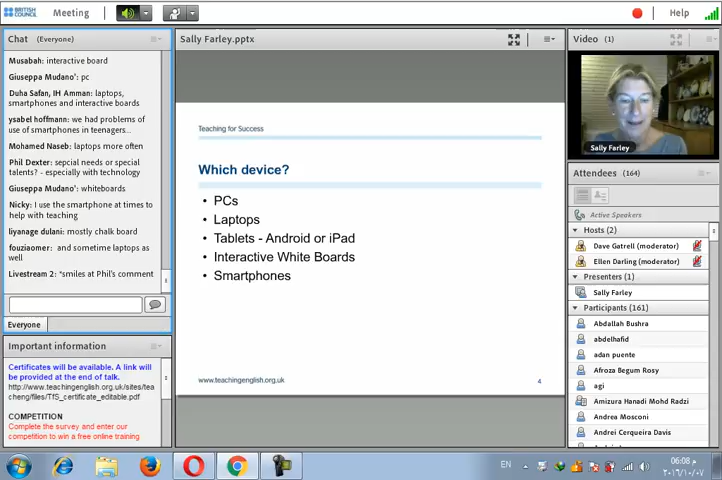 BRITISH COUNCIL
Meeting
Help
Chat (Everyone)
Musabah: interactive board
Giuseppa Mudano': pc
Duha Safan, IH Amman: laptops,
smartphones and interactive boards
ysabel hoffmann: we had problems of
use of smartphones in teenagers...
Mohamed Naseb: laptops more often
Phil Dexter: sepcial needs or special
talents? - especially with technology
Giuseppa Mudano': whiteboards
Nicky: I use the smartphone at times to
help with teaching
liyanage dulani: mostly chalk board
fouziaomer: and sometime laptops as
well
Livestream 2: *smiles at Phil's comment
Everyone
Important information
Certificates will be available. A link will
be provided at the end of talk.
http://www.teachingenglish.org.uk/sites/tea
cheng/files/TfS_certificate_editable.pdf
COMPETITION
Complete the survey and enter our
competition to win a free online training
Sally Farley.pptx
Teaching for Success
Which device?
• PCs
• Laptops
• Tablets - Android or iPad
• Interactive White Boards
• Smartphones
www.teachingenglish.org.uk
4
Video (1)
Sally Farley
Attendees (164)
Active Speakers
Hosts (2)
Dave Gatrell (moderator)
Ellen Darling (moderator)
Presenters (1)
Sally Farley
Participants (161)
Abdallah Bushra
abdelhafid
adan puente
Afroza Begum Rosy
agi
Amizura Hanadi Mohd Radzi
Andrea Mosconi
Andrei Cerqueira Davis
EN
06:08 م
٢٠١٦/١٠/٠٧